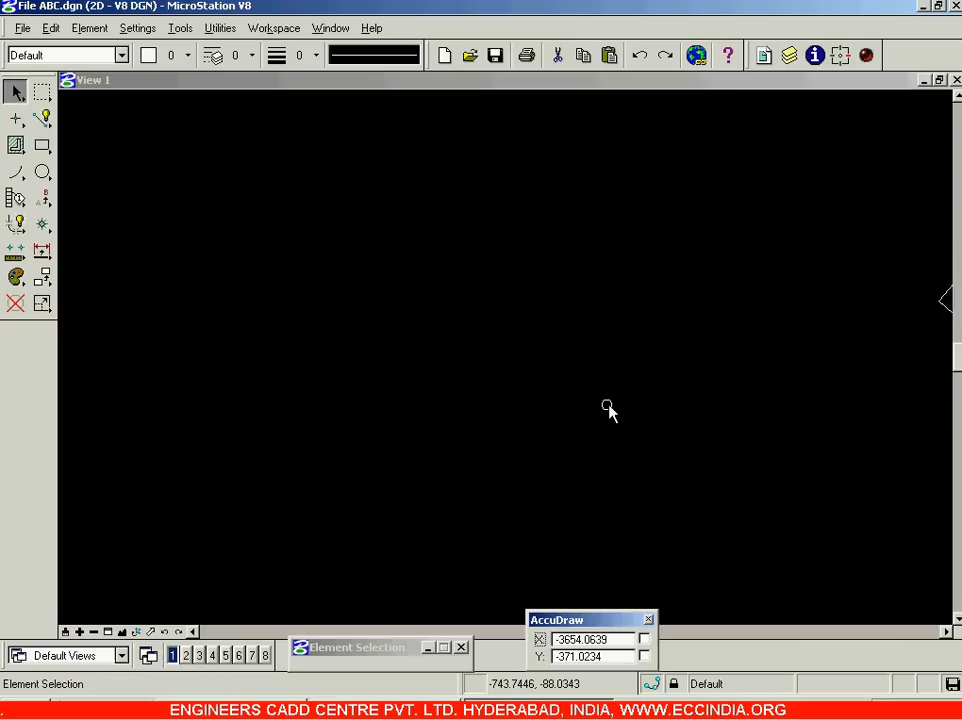 File ABC.dgn (2D - V8 DGN) - MicroStation V8
File Edit Element Settings Tools Utilities Workspace Window Help
Default 0 0 0
View 1
AccuDraw
X: -3654.0639
Y: -371.0234
Default Views 1 2 3 4 5 6 7 8
Element Selection
Element Selection -743.7446, -88.0343 Default
ENGINEERS CADD CENTRE PVT. LTD. HYDERABAD, INDIA, WWW.ECCINDIA.ORG